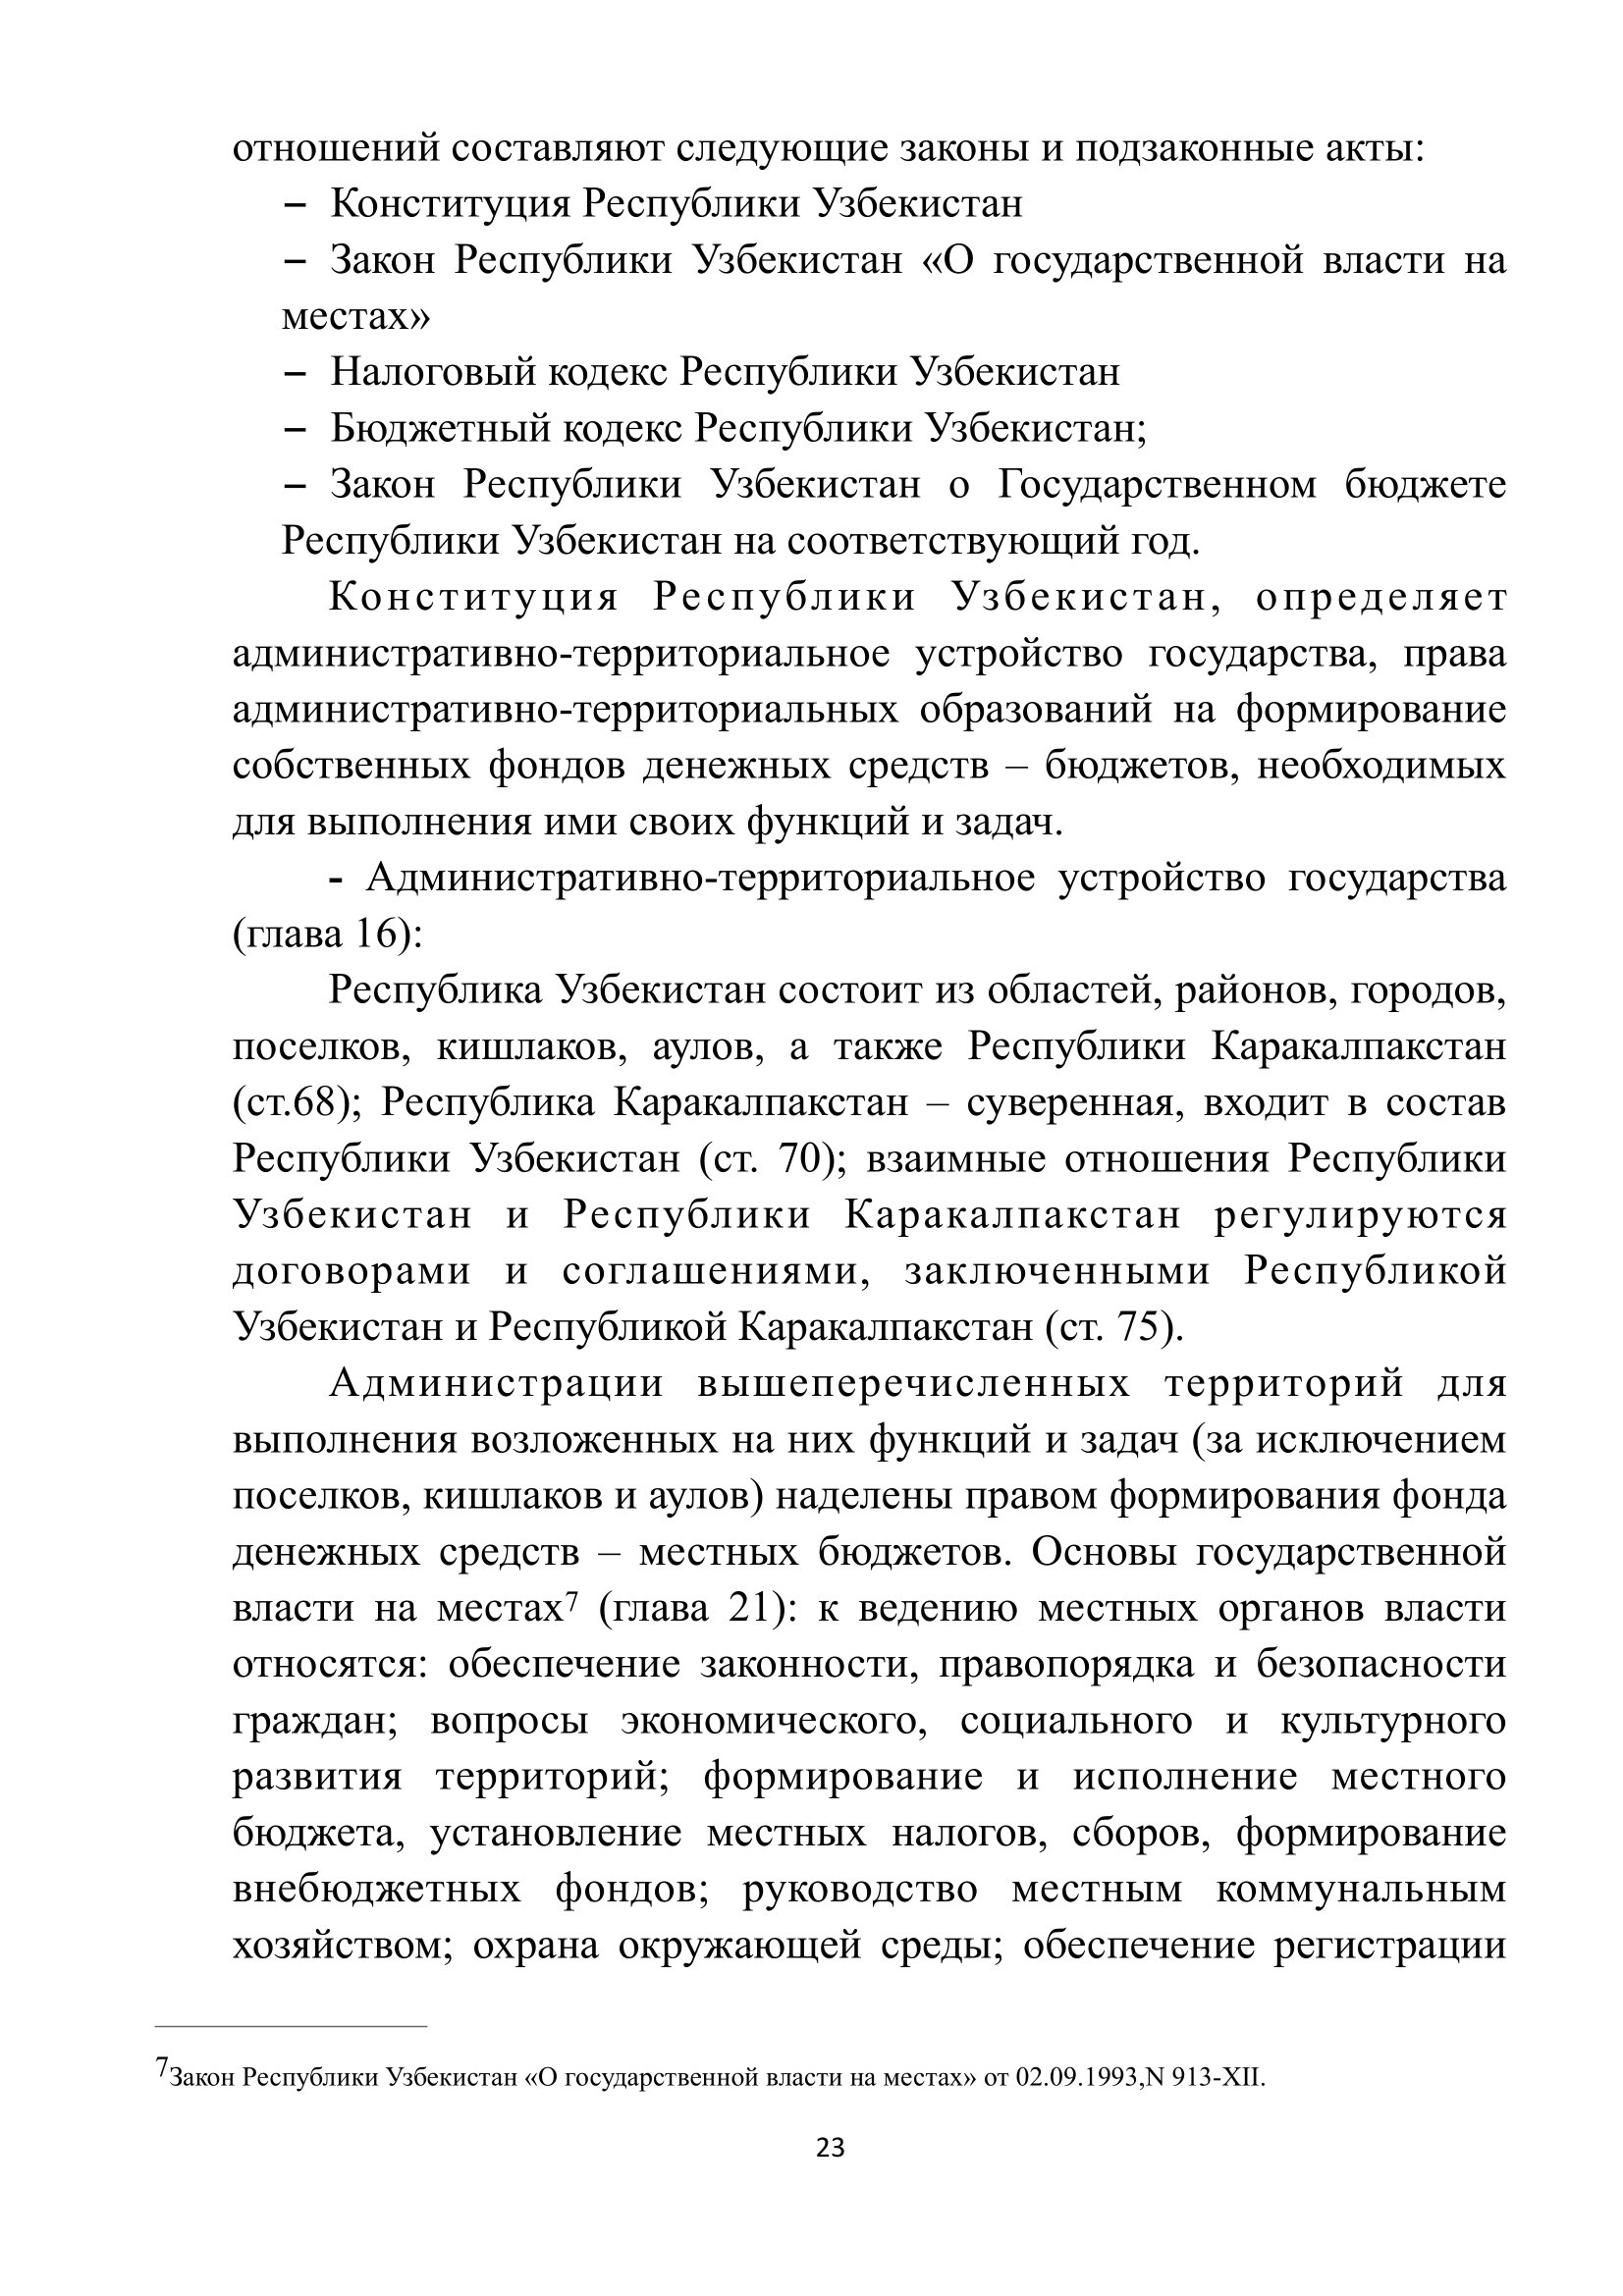 отношений составляют следующие законы и подзаконные акты:
− Конституция Республики Узбекистан
− Закон Республики Узбекистан «О государственной власти на
местах»
− Налоговый кодекс Республики Узбекистан
− Бюджетный кодекс Республики Узбекистан;
− Закон Республики Узбекистан о Государственном бюджете
Республики Узбекистан на соответствующий год.
Конституция Республики Узбекистан, определяет
административно-территориальное устройство государства, права
административно-территориальных образований на формирование
собственных фондов денежных средств – бюджетов, необходимых
для выполнения ими своих функций и задач.
- Административно-территориальное устройство государства
(глава 16):
Республика Узбекистан состоит из областей, районов, городов,
поселков, кишлаков, аулов, а также Республики Каракалпакстан
(ст.68); Республика Каракалпакстан – суверенная, входит в состав
Республики Узбекистан (ст. 70); взаимные отношения Республики
Узбекистан и Республики Каракалпакстан регулируются
договорами и соглашениями, заключенными Республикой
Узбекистан и Республикой Каракалпакстан (ст. 75).
Администрации вышеперечисленных территорий для
выполнения возложенных на них функций и задач (за исключением
поселков, кишлаков и аулов) наделены правом формирования фонда
денежных средств – местных бюджетов. Основы государственной
власти на местах7 (глава 21): к ведению местных органов власти
относятся: обеспечение законности, правопорядка и безопасности
граждан; вопросы экономического, социального и культурного
развития территорий; формирование и исполнение местного
бюджета, установление местных налогов, сборов, формирование
внебюджетных фондов; руководство местным коммунальным
хозяйством; охрана окружающей среды; обеспечение регистрации
7Закон Республики Узбекистан «О государственной власти на местах» от 02.09.1993,N 913-XII.
23